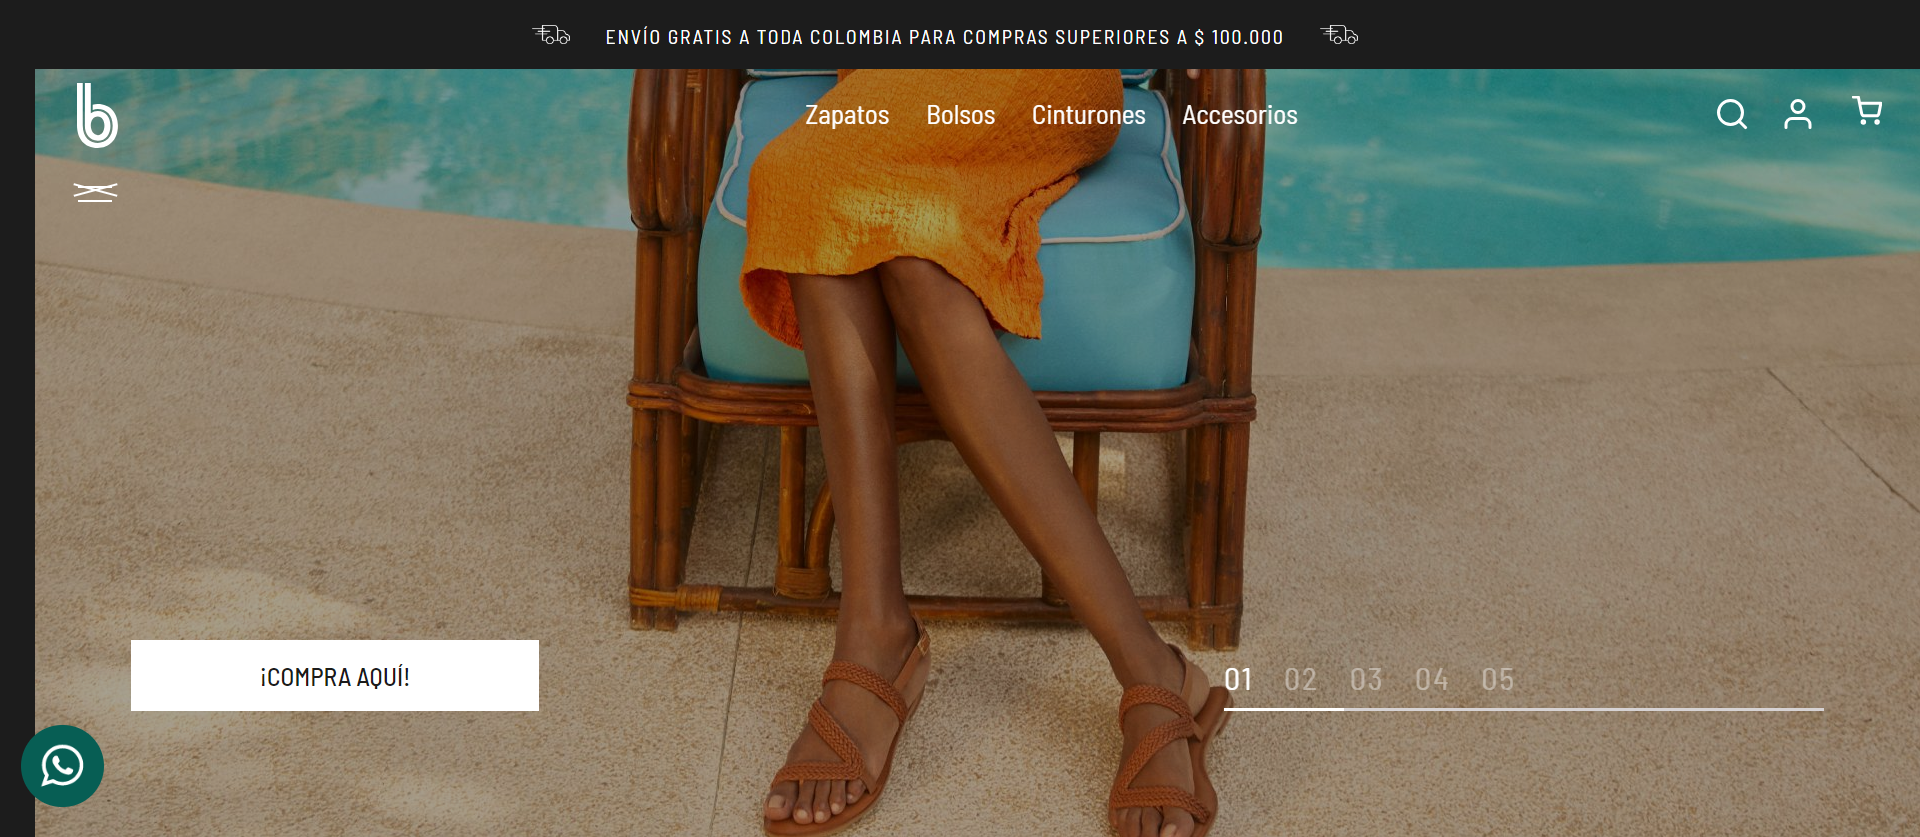 ENVÍO GRATIS A TODA COLOMBIA PARA COMPRAS SUPERIORES A $ 100.000
b
Zapatos Bolsos Cinturones Accesorios
¡COMPRA AQUÍ!
01 02 03 04 05